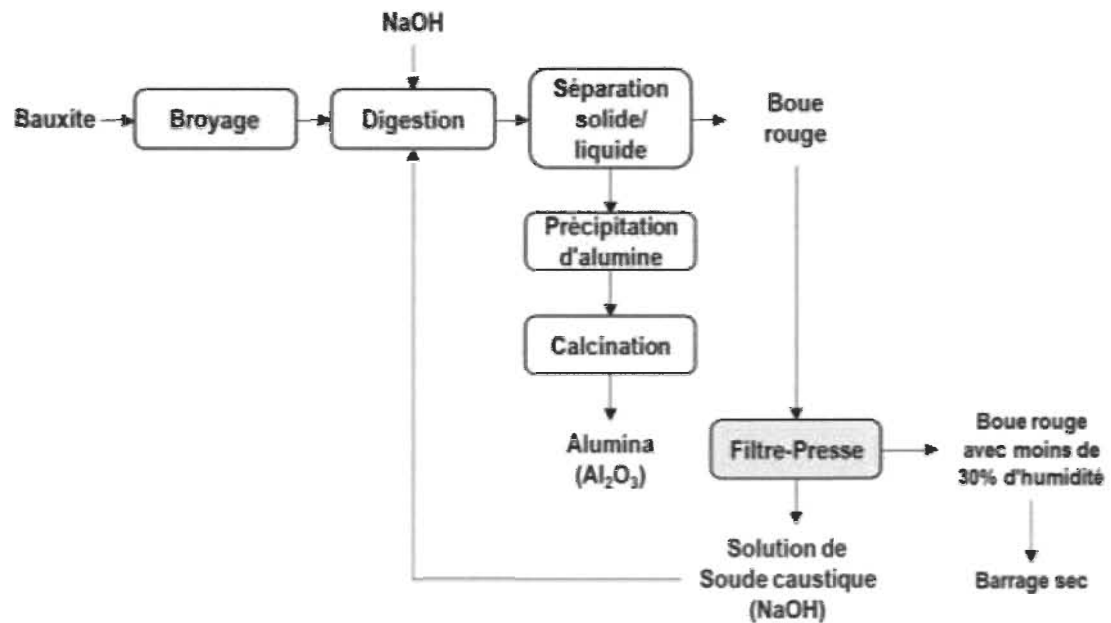 NaOH
Bauxite
Broyage
Digestion
Séparation
solide/
liquide
Boue
rouge
Précipitation
d'alumine
Calcination
Alumina
(Al₂O₃)
Filtre-Presse
Boue rouge
avec moins de
30% d'humidité
Solution de
Soude caustique
(NaOH)
Barrage sec